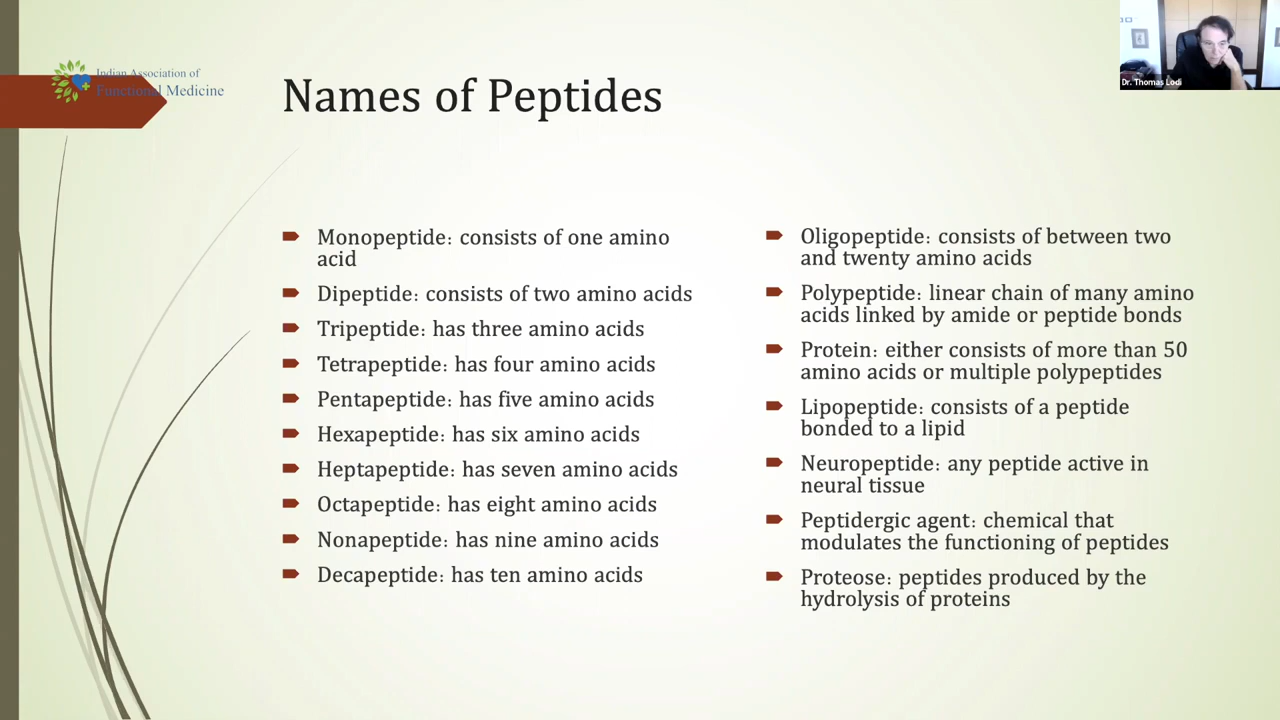 Indian Association of
Functional Medicine
Names of Peptides
Dr. Thomas Lodi
Monopeptide: consists of one amino
acid
Dipeptide: consists of two amino acids
Tripeptide: has three amino acids
Tetrapeptide: has four amino acids
Pentapeptide: has five amino acids
Hexapeptide: has six amino acids
Heptapeptide: has seven amino acids
Octapeptide: has eight amino acids
Nonapeptide: has nine amino acids
Decapeptide: has ten amino acids
Oligopeptide: consists of between two
and twenty amino acids
Polypeptide: linear chain of many amino
acids linked by amide or peptide bonds
Protein: either consists of more than 50
amino acids or multiple polypeptides
Lipopeptide: consists of a peptide
bonded to a lipid
Neuropeptide: any peptide active in
neural tissue
Peptidergic agent: chemical that
modulates the functioning of peptides
Proteose: peptides produced by the
hydrolysis of proteins